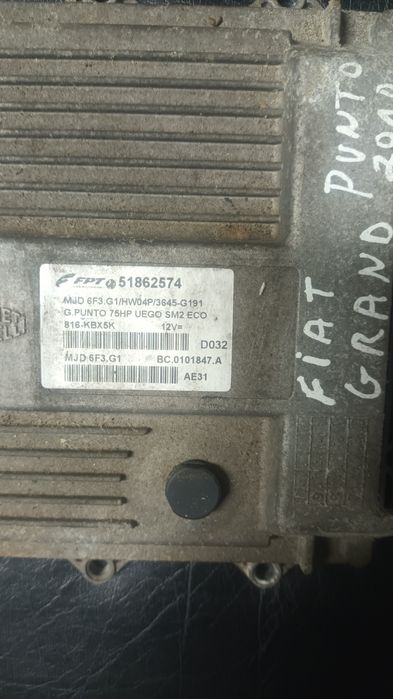 FPT 51862574
MJD 6F3.G1/HW04P/3645-G191
G.PUNTO 75HP UEGO SM2 ECO
816-KBX5K 12V=
D032
MJD 6F3.G1 BC.0101847.A
AE31
FiAT
GRAND PUNTO